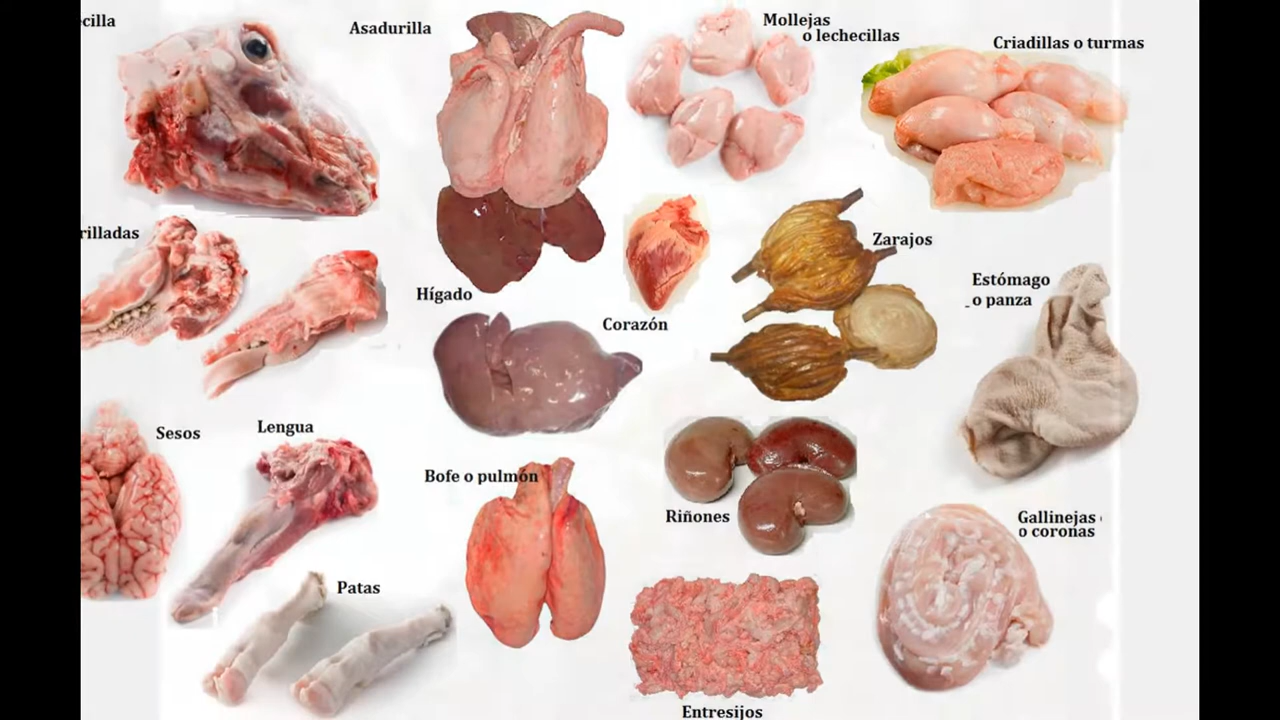 ecilla
Asadurilla
Mollejas
o lechecillas
Criadillas o turmas
rilladas
Hígado
Corazón
Zarajos
Estómago
o panza
Sesos
Lengua
Bofe o pulmón
Riñones
Gallinejas
o coronas
Patas
Entresijos